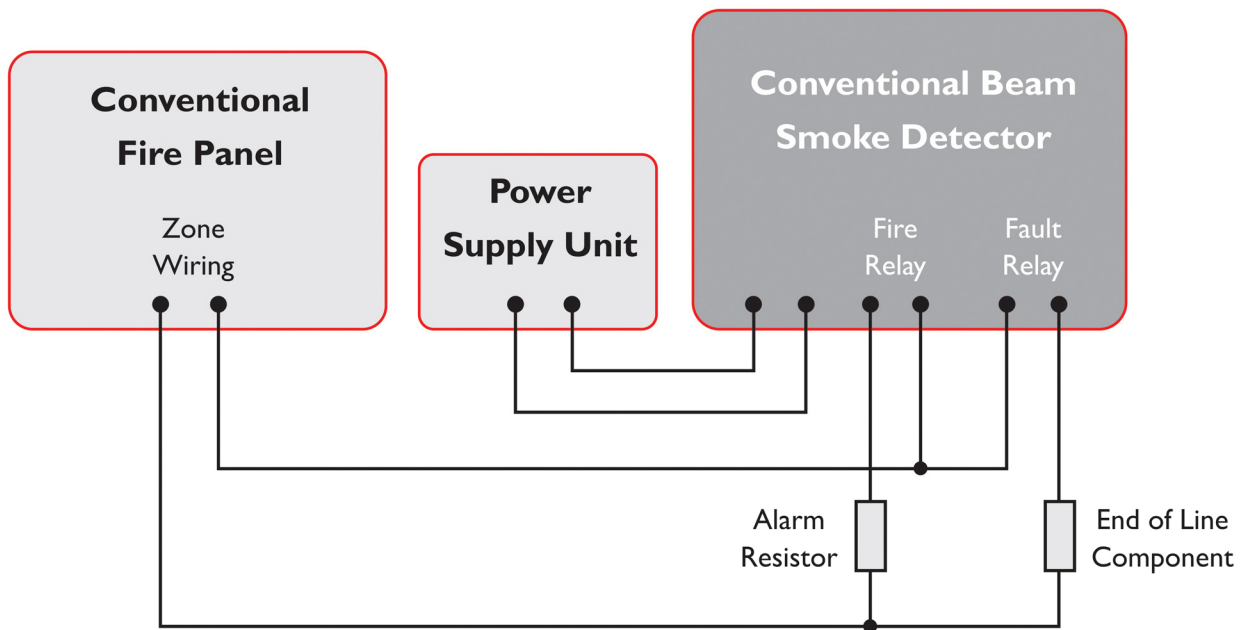 Conventional
Fire Panel
Zone
Wiring
Power
Supply Unit
Conventional Beam
Smoke Detector
Fire
Relay
Fault
Relay
Alarm
Resistor
End of Line
Component